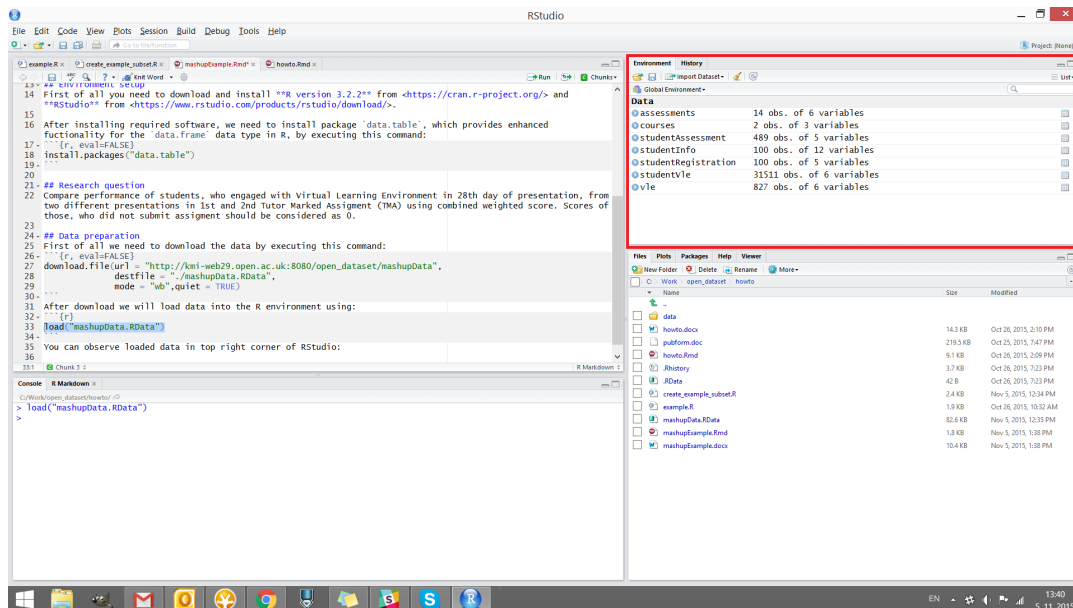 RStudio
File Edit Code View Plots Session Build Debug Tools Help
Go to file/function
Project: (None)
example.R × create_example_subset.R × mashupExample.Rmd* × howto.Rmd ×
Knit Word Run Chunks
13 ## Environment setup
14 First of all you need to download and install **R version 3.2.2** from <https://cran.r-project.org/> and
**RStudio** from <https://www.rstudio.com/products/rstudio/download/>.
15
16 After installing required software, we need to install package `data.table`, which provides enhanced
fuctionality for the `data.frame` data type in R, by executing this command:
17 ```{r, eval=FALSE}
18 install.packages("data.table")
19 ```
20
21 ## Research question
22 Compare performance of students, who engaged with Virtual Learning Environment in 28th day of presentation, from
two different presentations in 1st and 2nd Tutor Marked Assigment (TMA) using combined weighted score. Scores of
those, who did not submit assigment should be considered as 0.
23
24 ## Data preparation
25 First of all we need to download the data by executing this command:
26 ```{r, eval=FALSE}
27 download.file(url = "http://kmi-web29.open.ac.uk:8080/open_dataset/mashupData",
28 destfile = "./mashupData.RData",
29 mode = "wb",quiet = TRUE)
30 ```
31 After download we will load data into the R environment using:
32 ```{r}
33 load("mashupData.RData")
34 ```
35 You can observe loaded data in top right corner of RStudio:
36
33:1 Chunk 3 R Markdown
Console R Markdown ×
C:/Work/open_dataset/howto/
> load("mashupData.RData")
>
Environment History
Import Dataset List
Global Environment
Data
assessments 14 obs. of 6 variables
courses 2 obs. of 3 variables
studentAssessment 489 obs. of 5 variables
studentInfo 100 obs. of 12 variables
studentRegistration 100 obs. of 5 variables
studentVle 31511 obs. of 6 variables
vle 827 obs. of 6 variables
Files Plots Packages Help Viewer
New Folder Delete Rename More
C: Work open_dataset howto
Name Size Modified
..
data
howto.docx 14.3 KB Oct 26, 2015, 2:10 PM
pubform.doc 219.5 KB Oct 25, 2015, 7:47 PM
howto.Rmd 9.1 KB Oct 26, 2015, 2:09 PM
.Rhistory 3.7 KB Oct 26, 2015, 7:23 PM
.RData 42 B Oct 26, 2015, 7:23 PM
create_example_subset.R 2.4 KB Nov 5, 2015, 12:34 PM
example.R 1.9 KB Oct 26, 2015, 10:32 AM
mashupData.RData 82.6 KB Nov 5, 2015, 12:35 PM
mashupExample.Rmd 1.8 KB Nov 5, 2015, 1:38 PM
mashupExample.docx 10.4 KB Nov 5, 2015, 1:38 PM
EN 13:40
5. 11. 2015